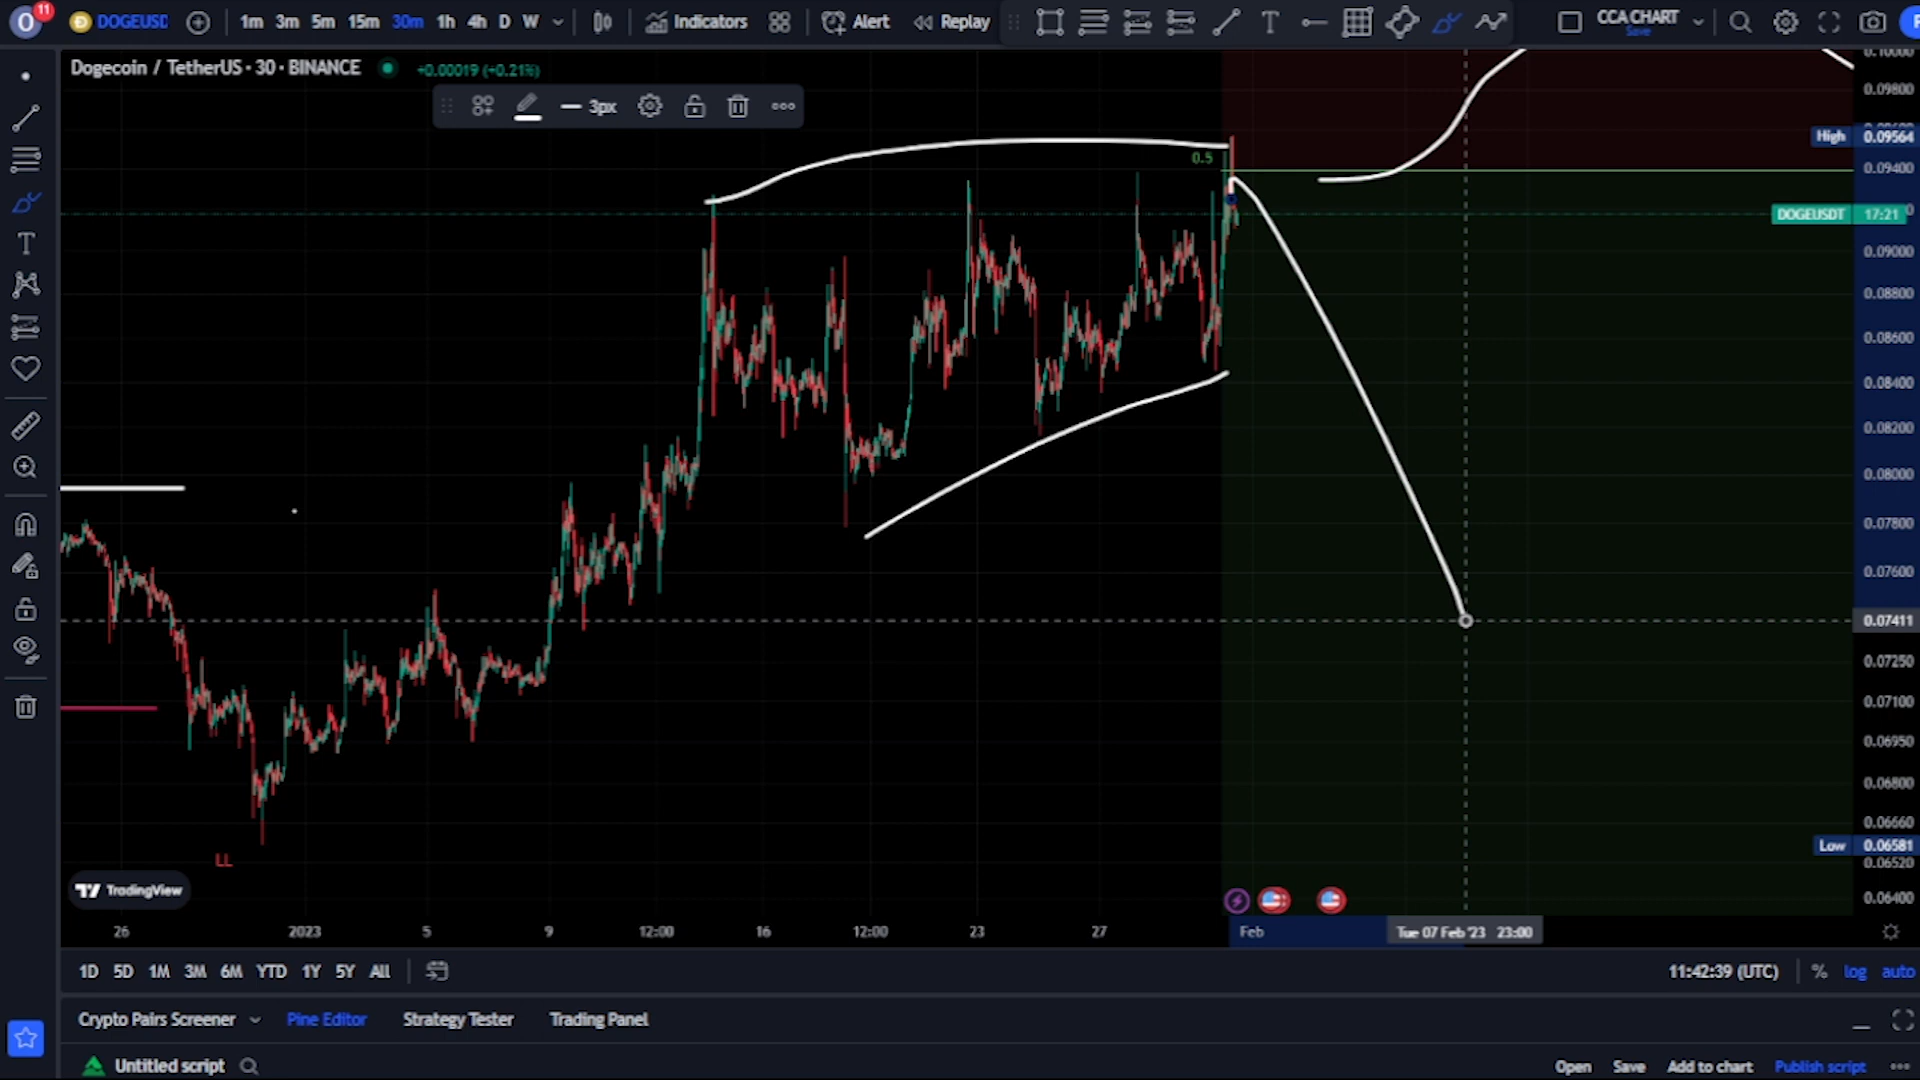 O 11 DOGEUSD 1m 3m 5m 15m 30m 1h 4h D W Indicators Alert Replay T CCA CHART Save
Dogecoin / TetherUS · 30 · BINANCE +0.00019 (+0.21%)
3px
0.09800
High 0.09564
0.5
0.09400
DOGEUSDT 17:21
0.09000
0.08800
0.08600
0.08400
0.08200
0.08000
0.07800
0.07600
0.07411
0.07250
0.07100
0.06950
0.06800
0.06660
Low 0.06581
0.06520
0.06400
LL
TradingView
26 2023 5 9 12:00 16 12:00 23 27 Feb Tue 07 Feb '23 23:00
1D 5D 1M 3M 6M YTD 1Y 5Y All 11:42:39 (UTC) % log auto
Crypto Pairs Screener Pine Editor Strategy Tester Trading Panel
Untitled script Open Save Add to chart Publish script